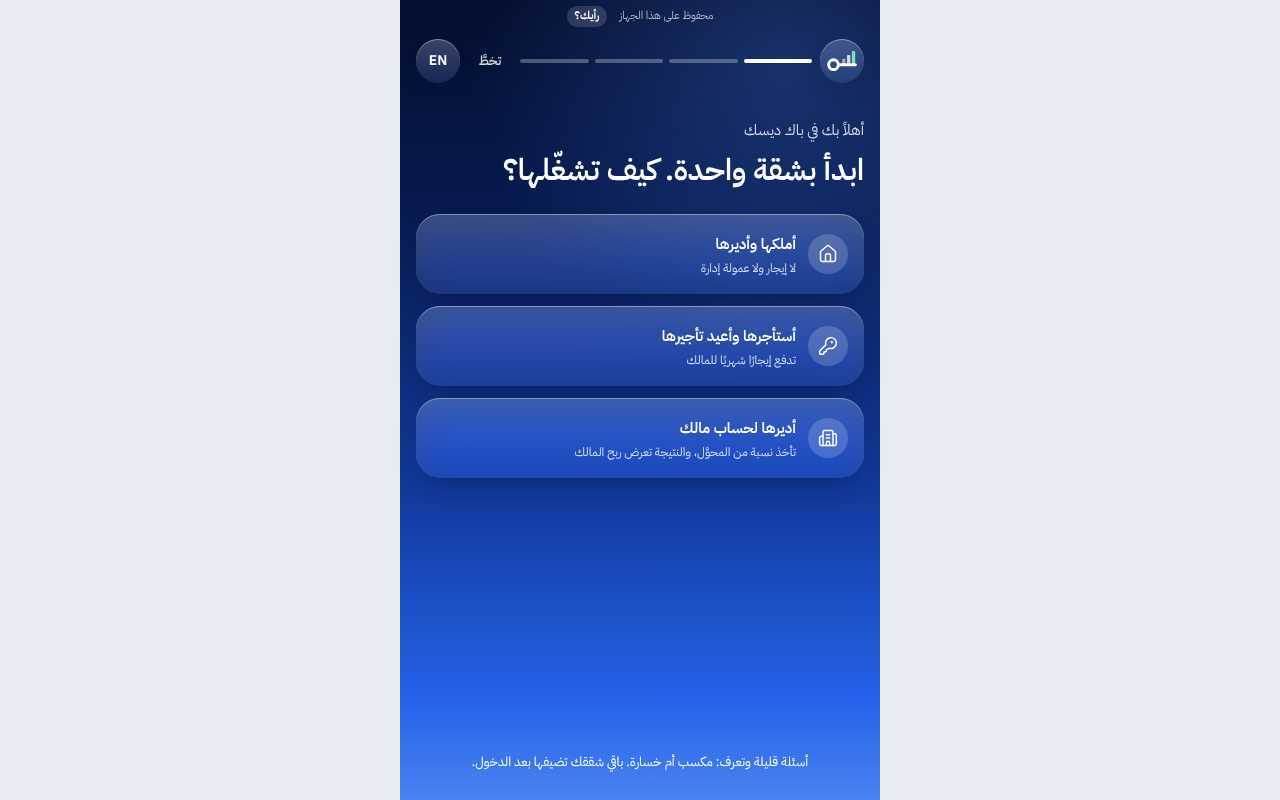 محفوظ على هذا الجهاز رأيك؟
تخطَّ EN
أهلاً بك في باك ديسك
ابدأ بشقة واحدة. كيف تشغّلها؟
أملكها وأديرها
لا إيجار ولا عمولة إدارة
أستأجرها وأعيد تأجيرها
تدفع إيجارًا شهريًا للمالك
أديرها لحساب مالك
تأخذ نسبة من المحوَّل، والنتيجة تعرض ربح المالك
أسئلة قليلة وتعرف: مكسب أم خسارة. باقي شققك تضيفها بعد الدخول.